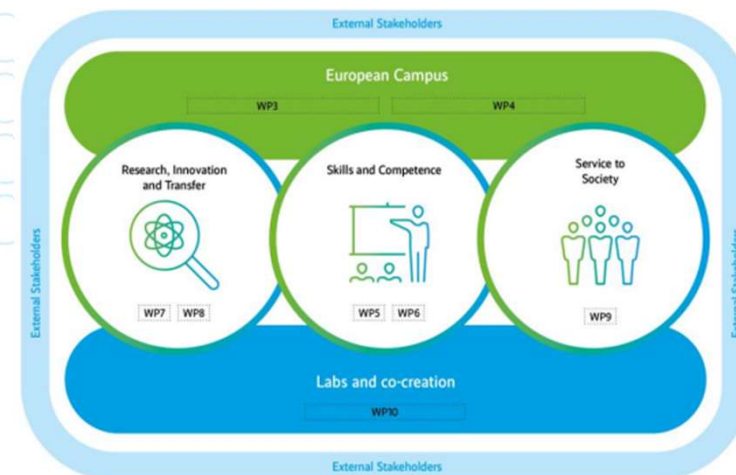 External Stakeholders
European Campus
WP3 WP4
Research, Innovation
and Transfer
Skills and Competence
Service to
Society
WP7 WP8
WP5 WP6
WP9
External Stakeholders
External Stakeholders
Labs and co-creation
WP10
External Stakeholders